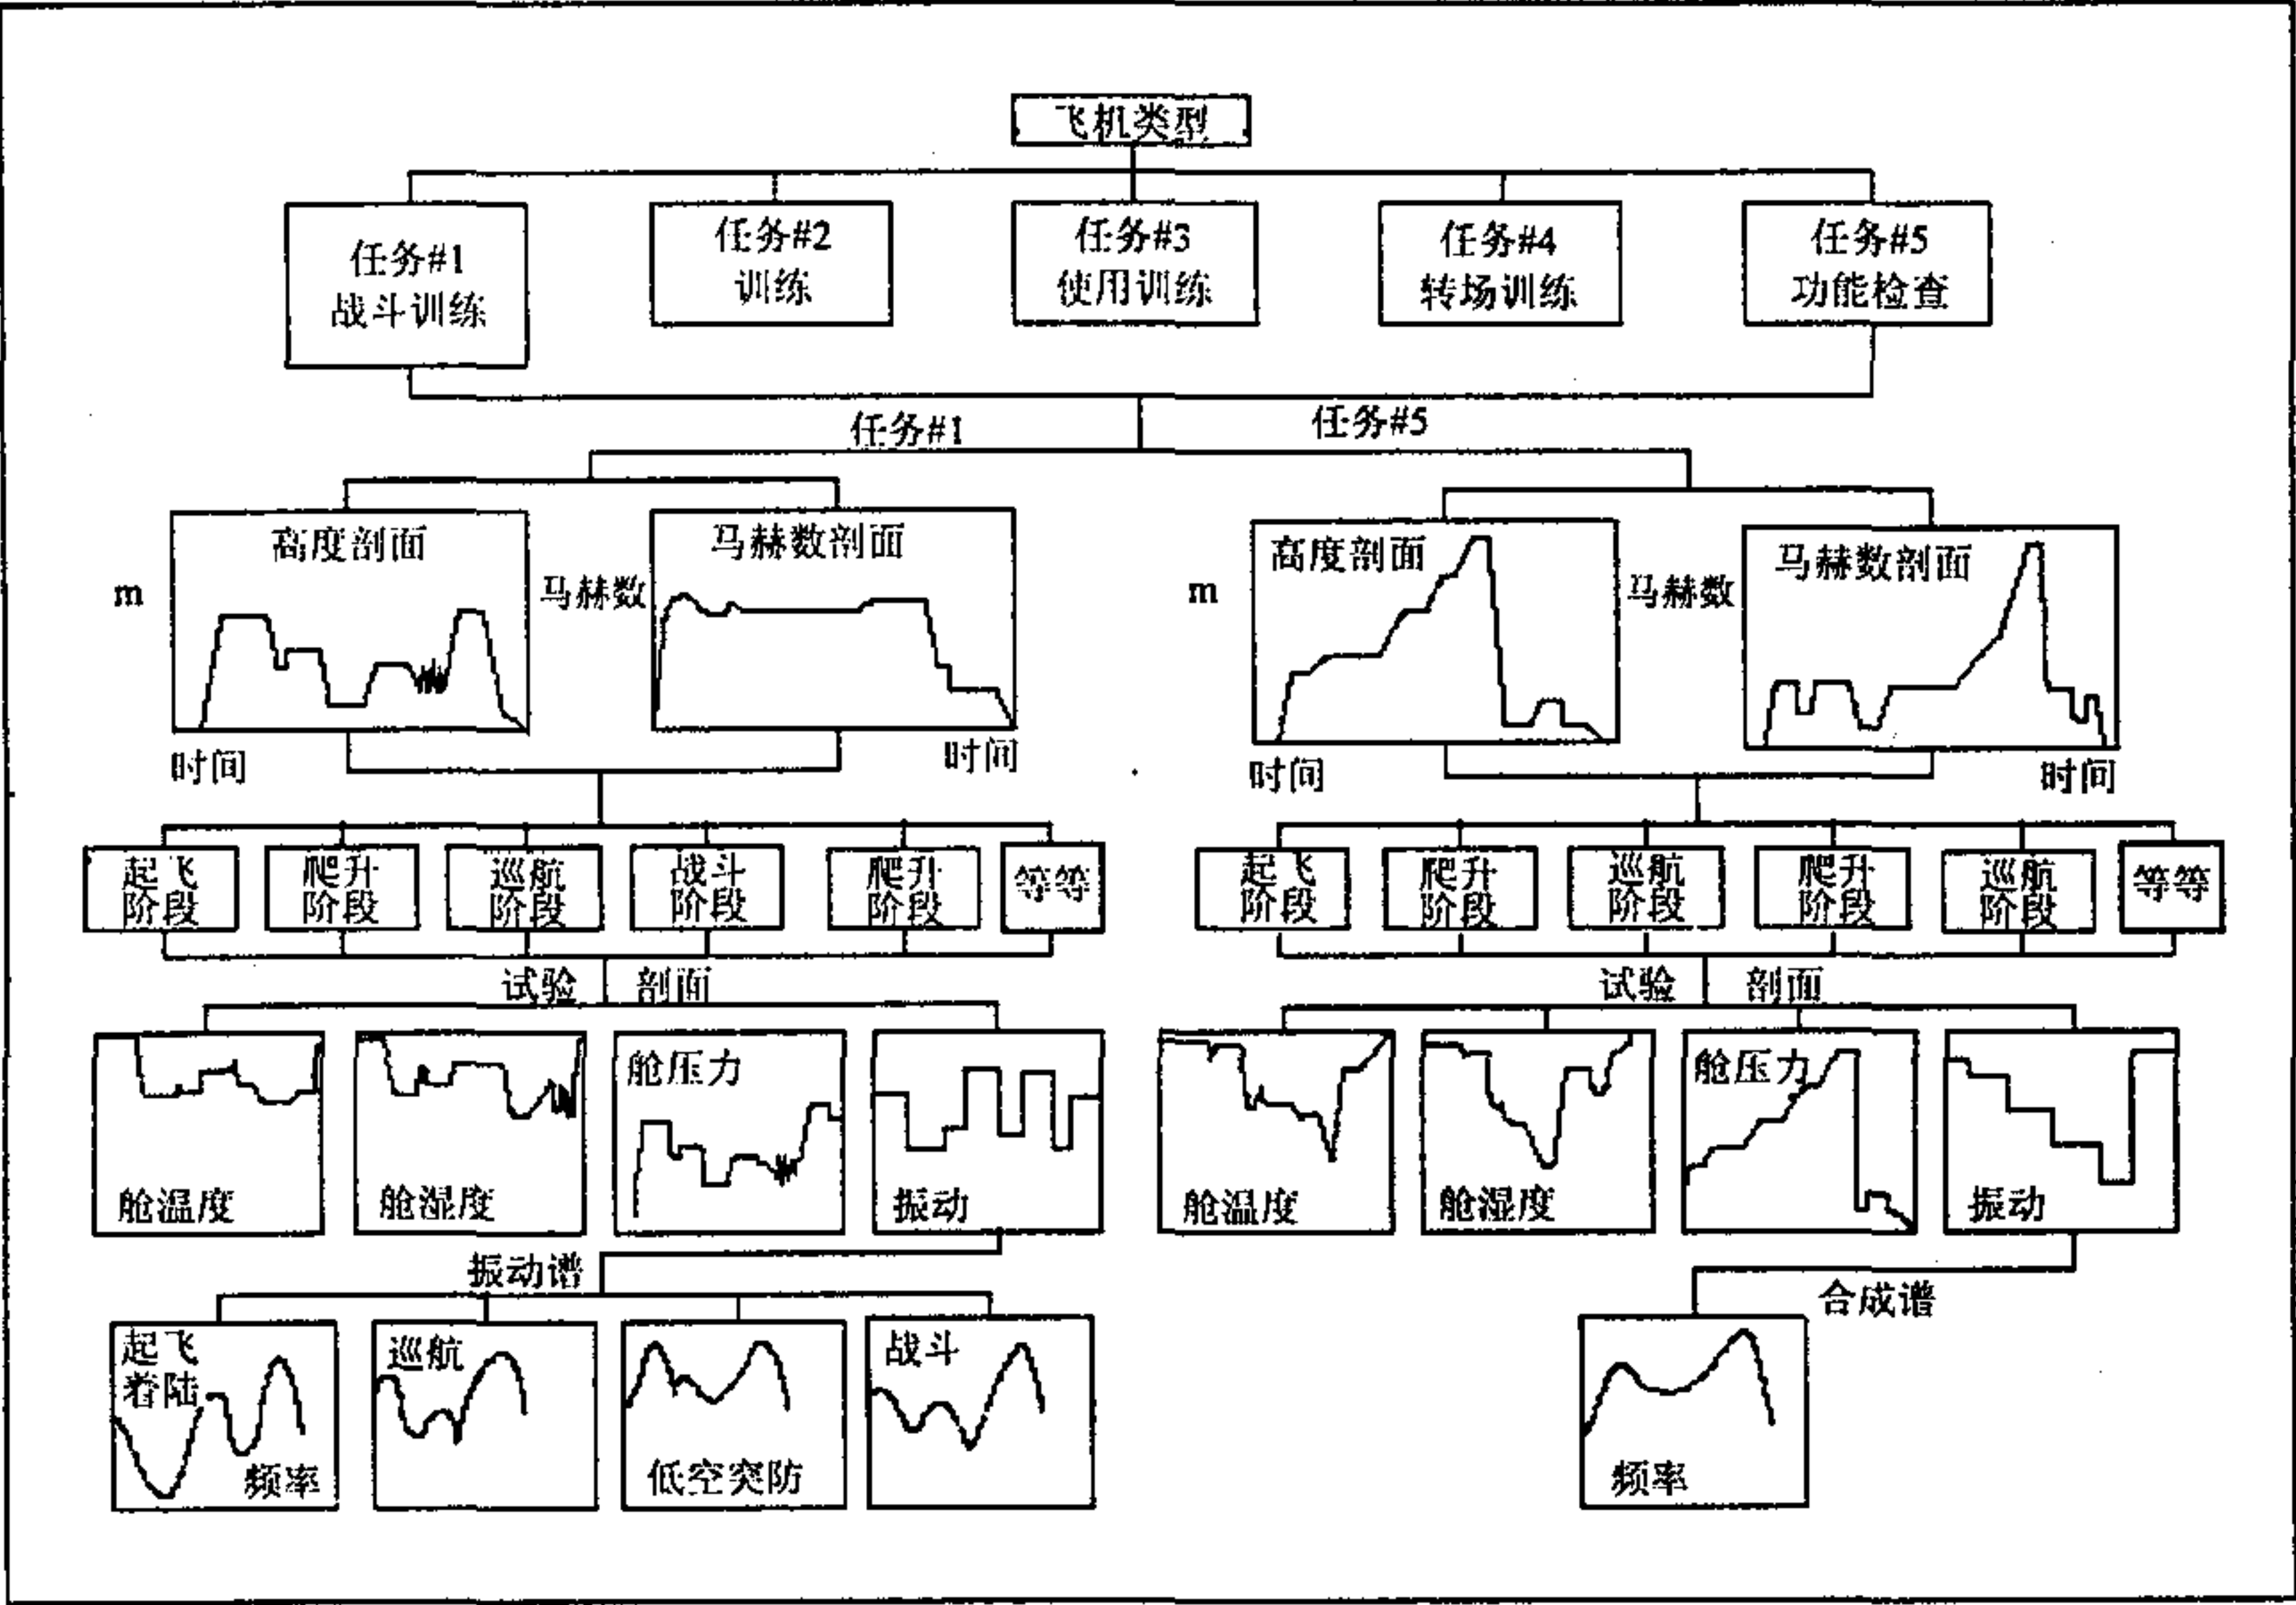 飞机类型
任务#1
战斗训练
任务#2
训练
任务#3
使用训练
任务#4
转场训练
任务#5
功能检查
任务#1
任务#5
高度剖面
m
时间
马赫数剖面
马赫数
时间
高度剖面
m
时间
马赫数剖面
马赫数
时间
起飞
阶段
爬升
阶段
巡航
阶段
战斗
阶段
爬升
阶段
等等
起飞
阶段
爬升
阶段
巡航
阶段
爬升
阶段
巡航
阶段
等等
试验 剖面
试验 剖面
舱温度
舱湿度
舱压力
振动
舱温度
舱湿度
舱压力
振动
振动谱
合成谱
起飞
着陆
频率
巡航
低空突防
战斗
频率